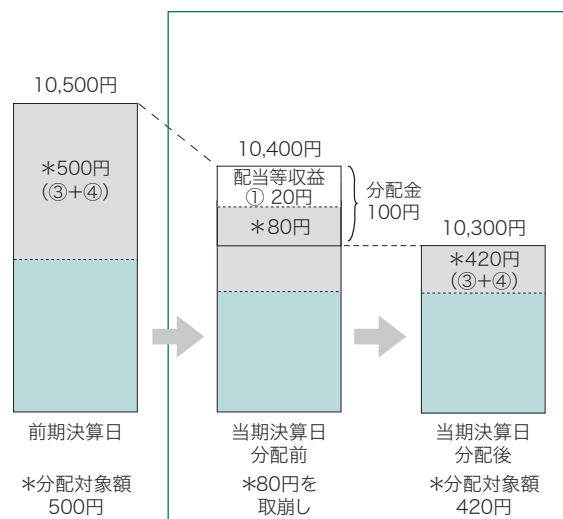 10,500円
＊500円
（③＋④）
前期決算日
＊分配対象額
500円
10,400円
配当等収益
① 20円
＊80円
分配金
100円
当期決算日
分配前
＊80円を
取崩し
10,300円
＊420円
（③＋④）
当期決算日
分配後
＊分配対象額
420円